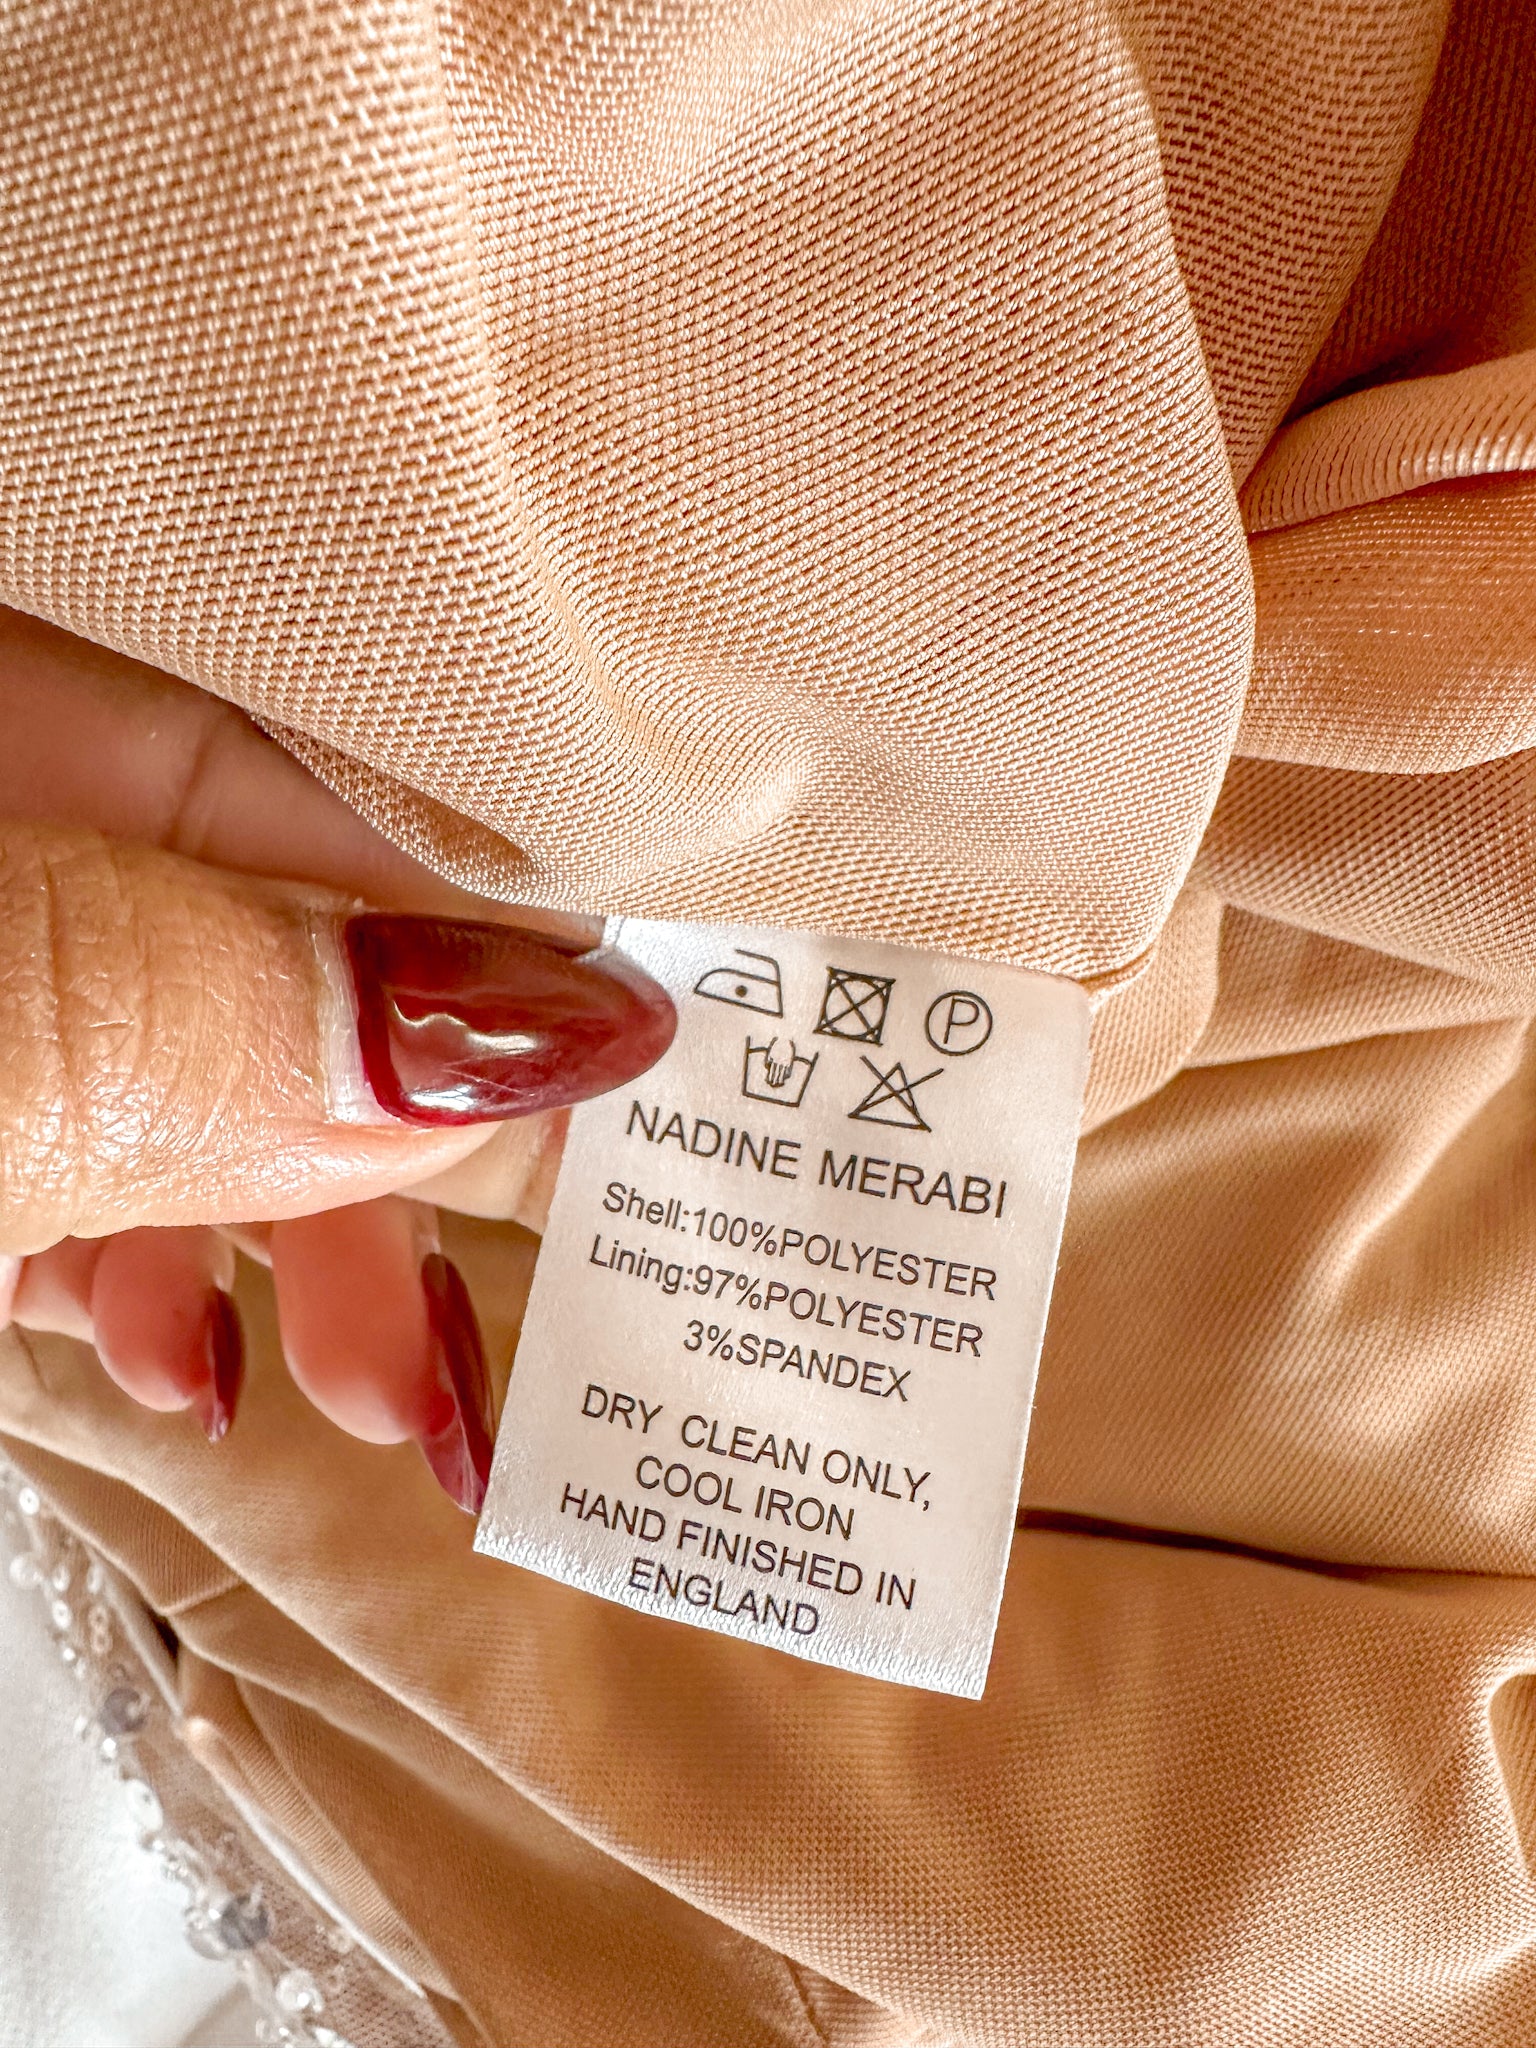 P
NADINE MERABI
Shell:100%POLYESTER
Lining:97%POLYESTER
3%SPANDEX
DRY CLEAN ONLY,
COOL IRON
HAND FINISHED IN
ENGLAND